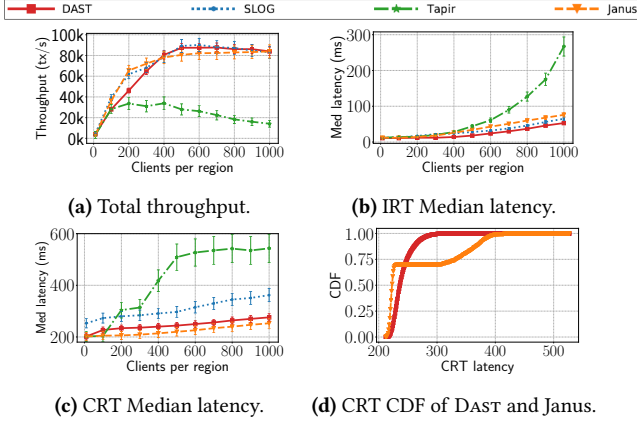 DAST SLOG Tapir Janus
100k
80k
60k
40k
20k
0k
Throughput (tx/s)
0 200 400 600 800 1000
Clients per region
(a) Total throughput.
300
200
100
0
Med latency (ms)
0 200 400 600 800 1000
Clients per region
(b) IRT Median latency.
600
400
200
Med latency (ms)
0 200 400 600 800 1000
Clients per region
(c) CRT Median latency.
1.00
0.75
0.50
0.25
0.00
CDF
200 300 400 500
CRT latency
(d) CRT CDF of DAST and Janus.